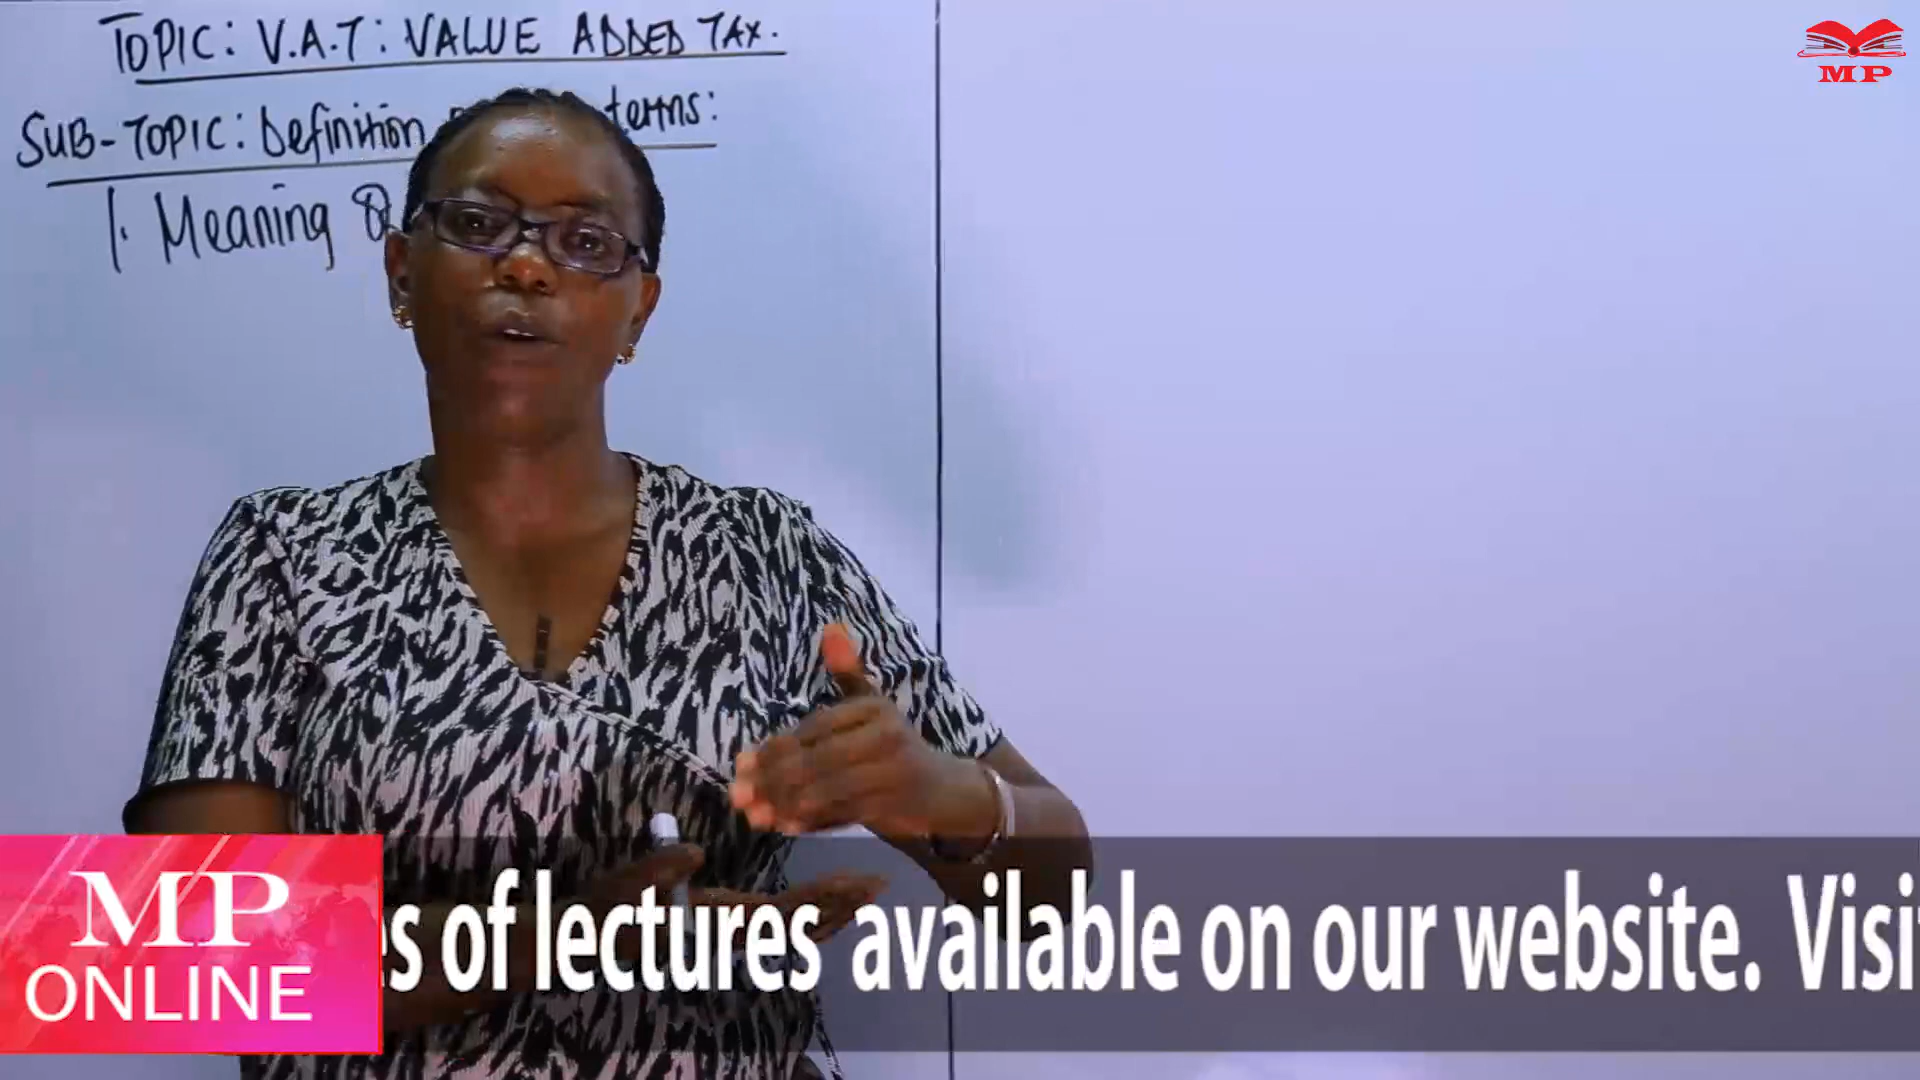 TOPIC: V.A.T: VALUE ADDED TAX.
SUB-TOPIC: Definition terms:
1. Meaning
MP
MP
ONLINE
of lectures available on our website.